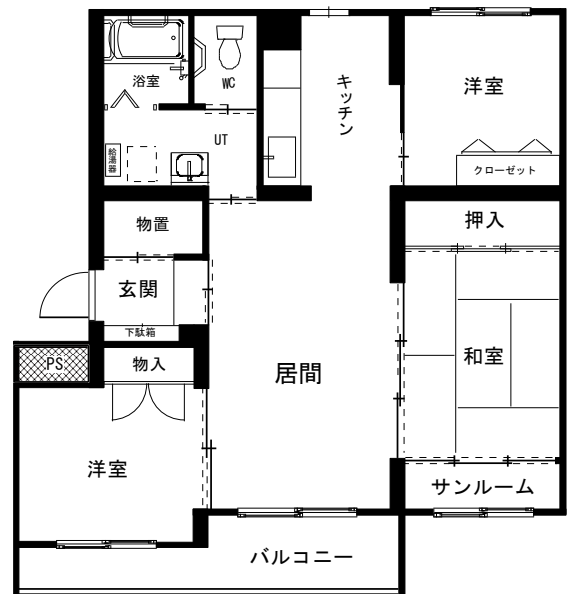 浴室
WC
キッチン
洋室
UT
給湯器
クローゼット
物置
押入
玄関
下駄箱
PS
物入
居間
和室
洋室
サンルーム
バルコニー